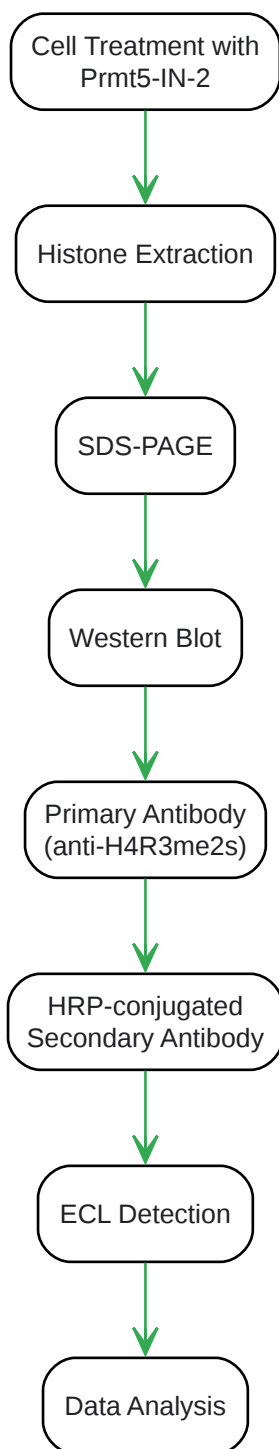 Cell Treatment with
Prmt5-IN-2
Histone Extraction
SDS-PAGE
Western Blot
Primary Antibody
(anti-H4R3me2s)
HRP-conjugated
Secondary Antibody
ECL Detection
Data Analysis